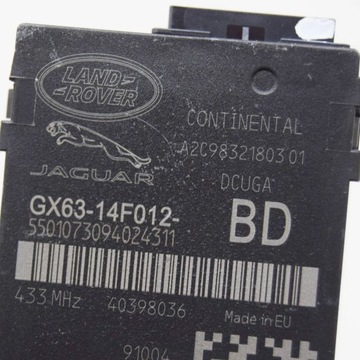 LAND-
ROVER
CONTINENTAL
A2C98321803 01
JAGUAR
DCUGA
GX63-14F012-
BD
5501073094024311
433 MHz 40398036 Made in EU
91004